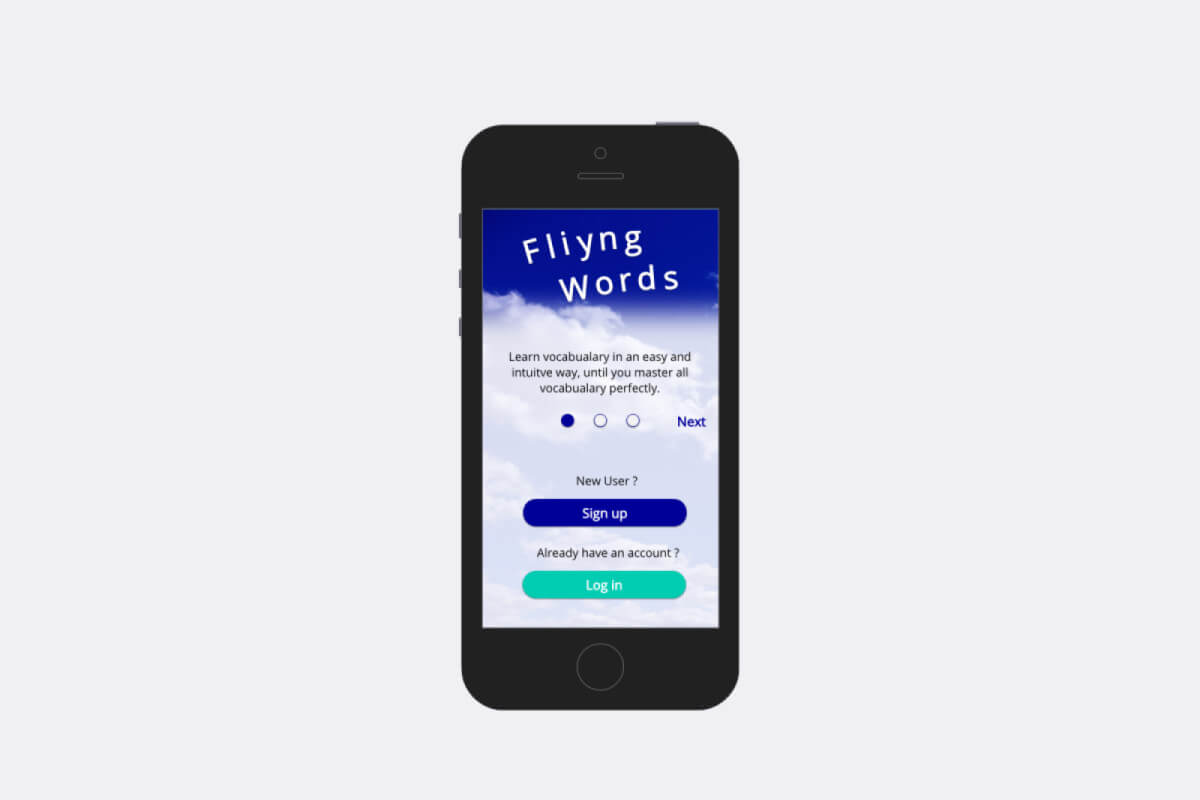 Fliyng
Words
Learn vocabualary in an easy and
intuitve way, until you master all
vocabualary perfectly.
Next
New User ?
Sign up
Already have an account ?
Log in